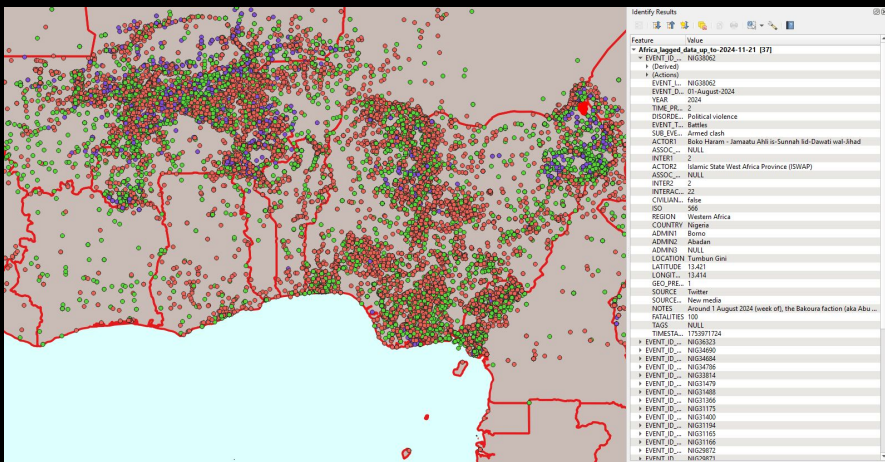 Identify Results
Feature Value
Africa_lagged_data_up_to-2024-11-21 [37]
EVENT_ID_... NIG38062
(Derived)
(Actions)
EVENT_I... NIG38062
EVENT_D... 01-August-2024
YEAR 2024
TIME_PR... 2
DISORDE... Political violence
EVENT_T... Battles
SUB_EVE... Armed clash
ACTOR1 Boko Haram - Jamaatu Ahli is-Sunnah lid-Dawati wal-Jihad
ASSOC_... NULL
INTER1 2
ACTOR2 Islamic State West Africa Province (ISWAP)
ASSOC_... NULL
INTER2 2
INTERAC... 22
CIVILIAN... false
ISO 566
REGION Western Africa
COUNTRY Nigeria
ADMIN1 Borno
ADMIN2 Abadan
ADMIN3 NULL
LOCATION Tumbun Gini
LATITUDE 13.421
LONGIT... 13.414
GEO_PRE... 1
SOURCE Twitter
SOURCE... New media
NOTES Around 1 August 2024 (week of), the Bakoura faction (aka Abu ...
FATALITIES 100
TAGS NULL
TIMESTA... 1753971724
EVENT_ID_... NIG36323
EVENT_ID_... NIG34690
EVENT_ID_... NIG34684
EVENT_ID_... NIG34786
EVENT_ID_... NIG33814
EVENT_ID_... NIG31479
EVENT_ID_... NIG31488
EVENT_ID_... NIG31366
EVENT_ID_... NIG31175
EVENT_ID_... NIG31400
EVENT_ID_... NIG31194
EVENT_ID_... NIG31165
EVENT_ID_... NIG31166
EVENT_ID_... NIG29872
EVENT_ID_... NIG29871